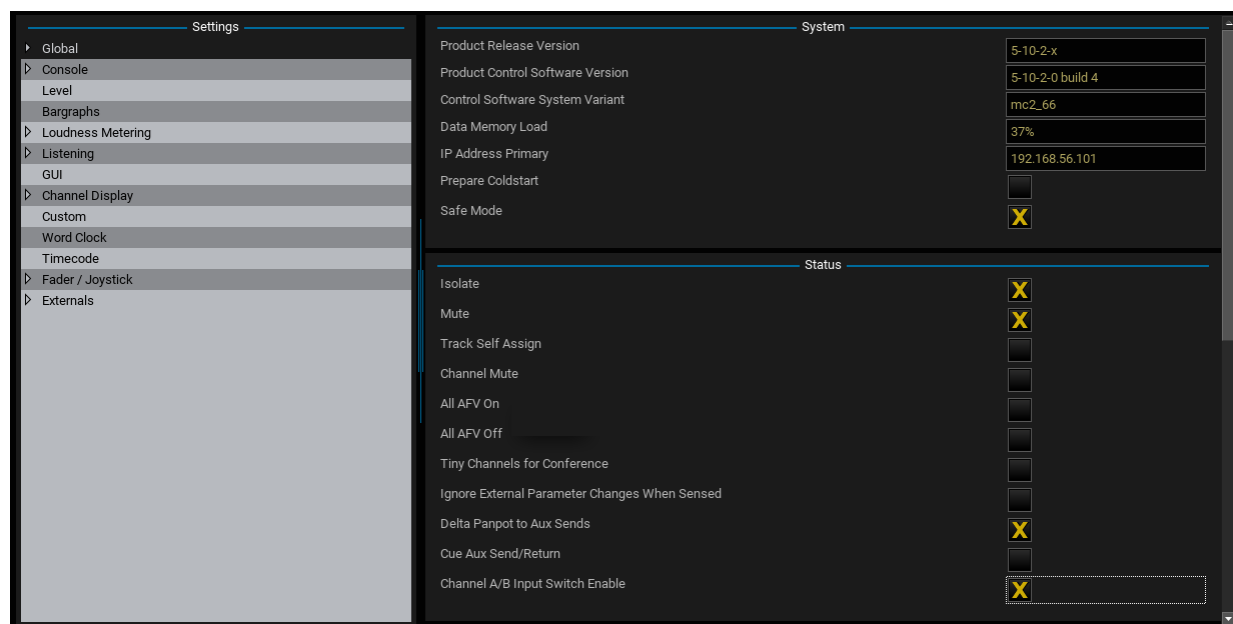 Settings
Global
Console
Level
Bargraphs
Loudness Metering
Listening
GUI
Channel Display
Custom
Word Clock
Timecode
Fader / Joystick
Externals
System
Product Release Version 5-10-2-x
Product Control Software Version 5-10-2-0 build 4
Control Software System Variant mc2_66
Data Memory Load 37%
IP Address Primary 192.168.56.101
Prepare Coldstart
Safe Mode X
Status
Isolate X
Mute X
Track Self Assign
Channel Mute
All AFV On
All AFV Off
Tiny Channels for Conference
Ignore External Parameter Changes When Sensed
Delta Panpot to Aux Sends X
Cue Aux Send/Return
Channel A/B Input Switch Enable X